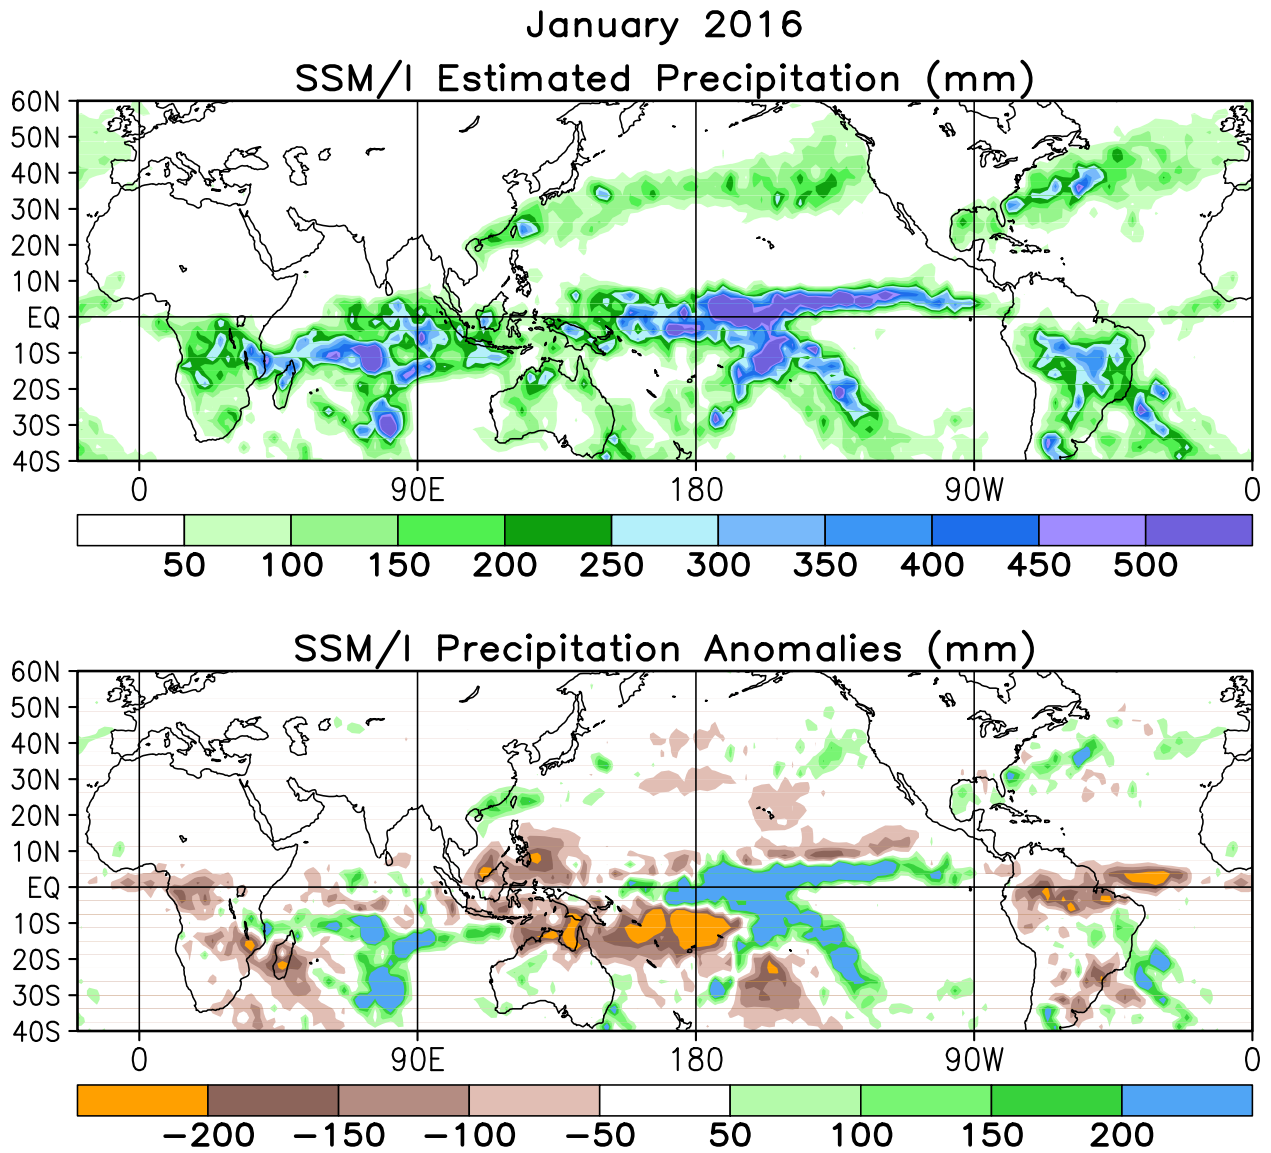 January 2016
SSM/I Estimated Precipitation (mm)
60N
50N
40N
30N
20N
10N
EQ
10S
20S
30S
40S
0 90E 180 90W 0
50 100 150 200 250 300 350 400 450 500
SSM/I Precipitation Anomalies (mm)
60N
50N
40N
30N
20N
10N
EQ
10S
20S
30S
40S
0 90E 180 90W 0
−200 −150 −100 −50 50 100 150 200